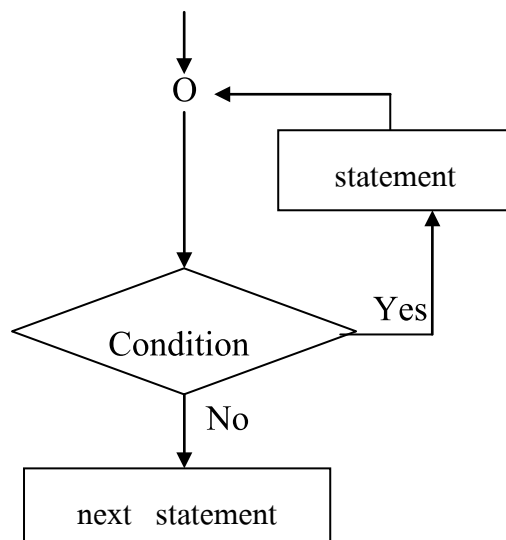 O
statement
Yes
Condition
No
next statement